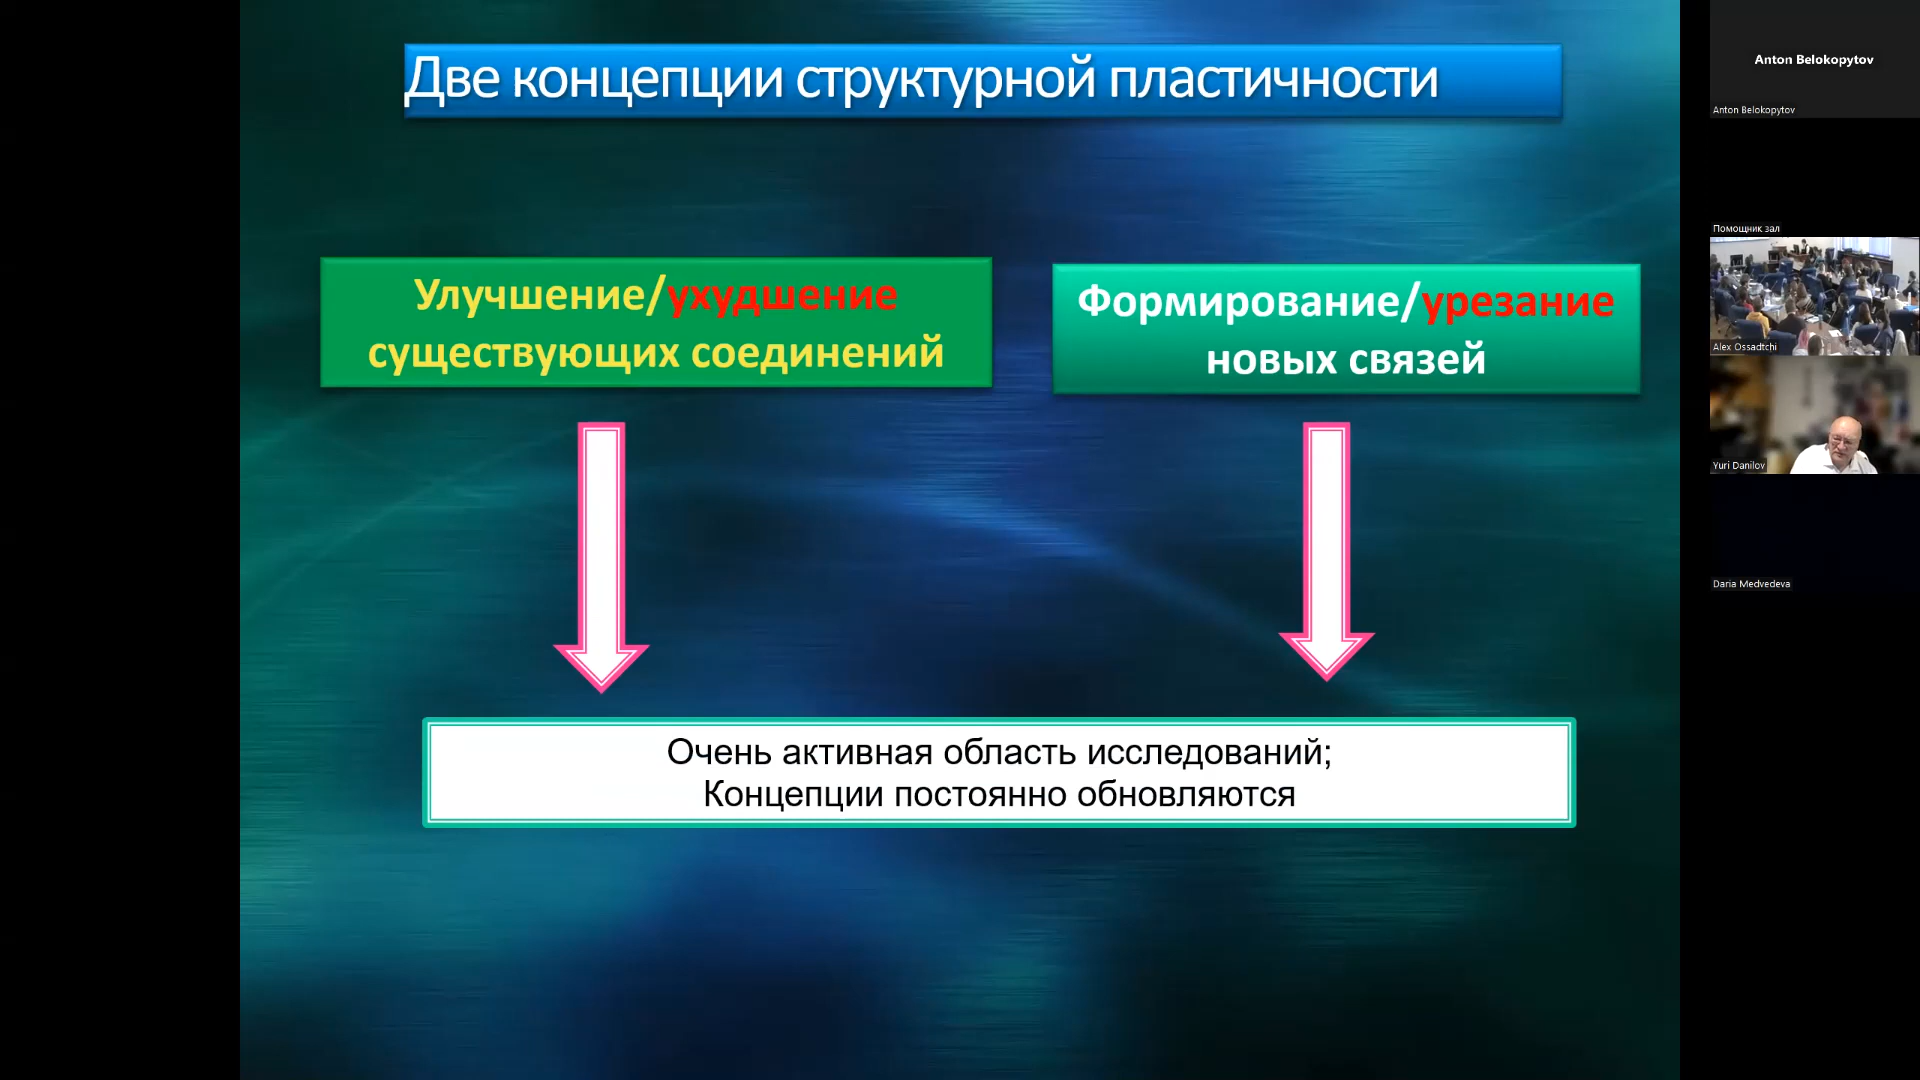 Две концепции структурной пластичности
Улучшение/ухудшение
существующих соединений
Формирование/урезание
новых связей
Очень активная область исследований;
Концепции постоянно обновляются
Anton Belokopytov
Anton Belokopytov
Помощник зал
Alex Ossadtchi
Yuri Danilov
Daria Medvedeva